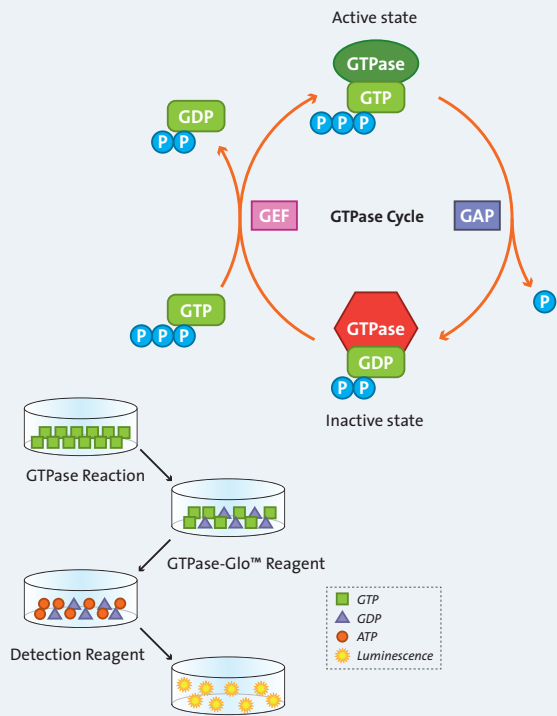 Active state
GTPase
GTP
P P P
GDP
P P
GEF
GTPase Cycle
GAP
P
GTP
P P P
GTPase
GDP
P P
Inactive state
GTPase Reaction
GTPase-Glo™ Reagent
Detection Reagent
GTP
GDP
ATP
Luminescence